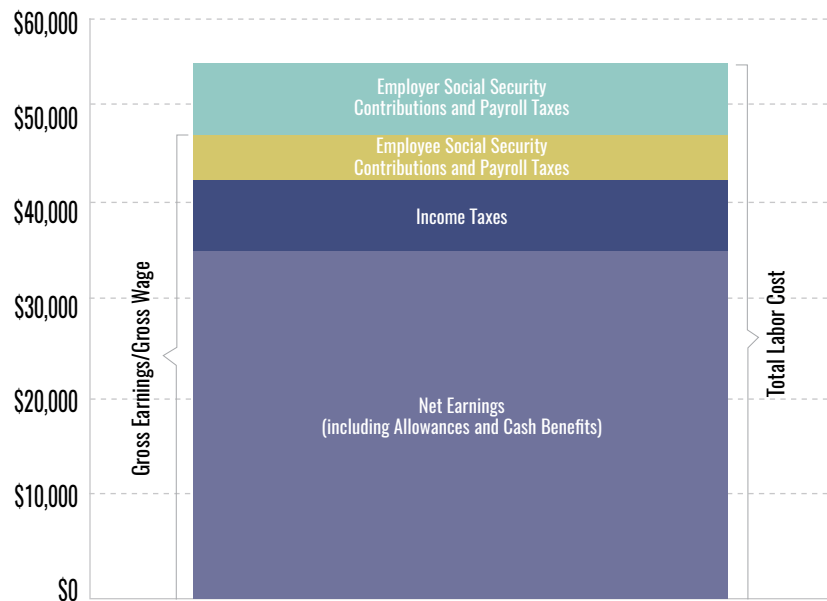 $60,000
$50,000
$40,000
$30,000
$20,000
$10,000
$0
Gross Earnings/Gross Wage
Employer Social Security
Contributions and Payroll Taxes
Employee Social Security
Contributions and Payroll Taxes
Income Taxes
Net Earnings
(including Allowances and Cash Benefits)
Total Labor Cost